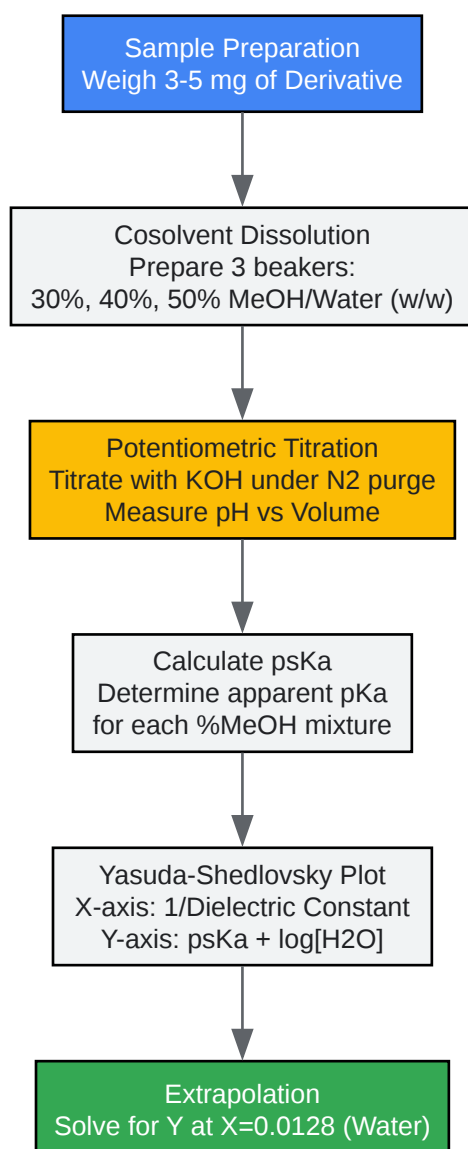 Sample Preparation
Weigh 3-5 mg of Derivative
Cosolvent Dissolution
Prepare 3 beakers:
30%, 40%, 50% MeOH/Water (w/w)
Potentiometric Titration
Titrate with KOH under N2 purge
Measure pH vs Volume
Calculate psKa
Determine apparent pKa
for each %MeOH mixture
Yasuda-Shedlovsky Plot
X-axis: 1/Dielectric Constant
Y-axis: psKa + log[H2O]
Extrapolation
Solve for Y at X=0.0128 (Water)